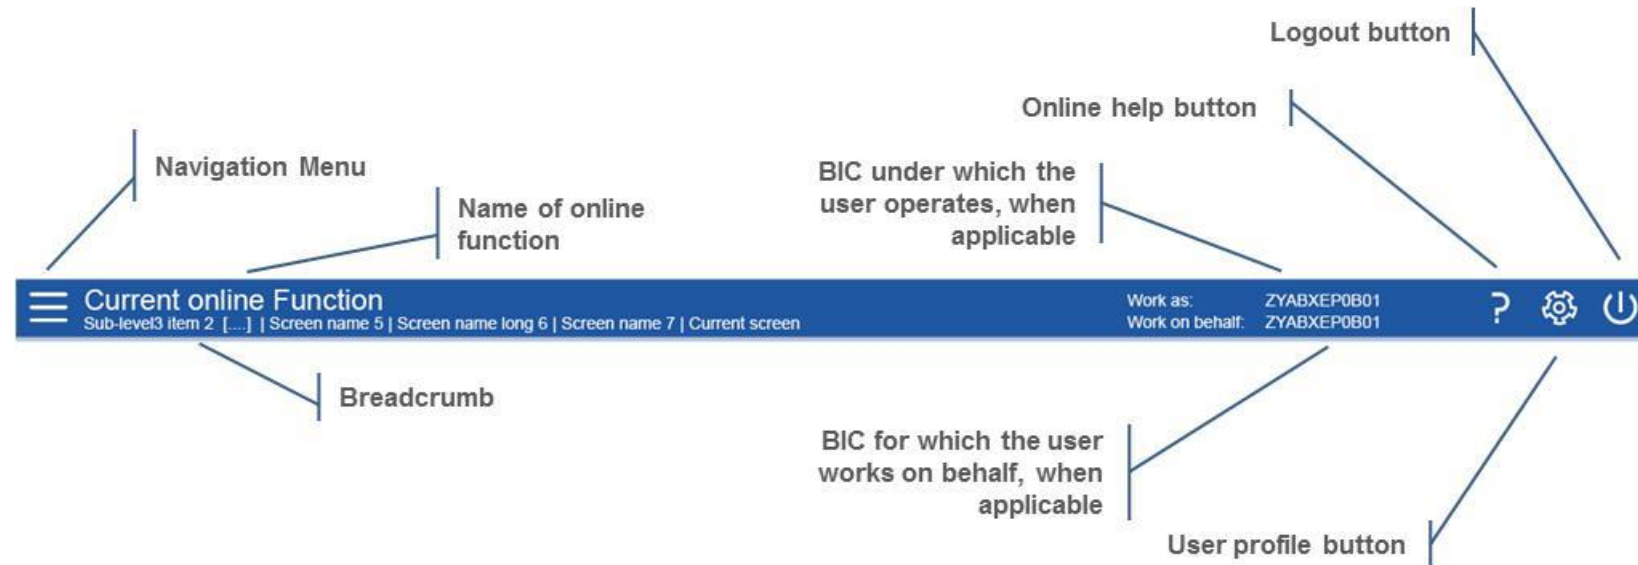 Logout button
Online help button
Navigation Menu
BIC under which the
user operates, when
applicable
Name of online
function
Current online Function
Sub-level3 item 2 [....] | Screen name 5 | Screen name long 6 | Screen name 7 | Current screen
Work as: ZYABXEP0B01
Work on behalf: ZYABXEP0B01
?
Breadcrumb
BIC for which the user
works on behalf, when
applicable
User profile button